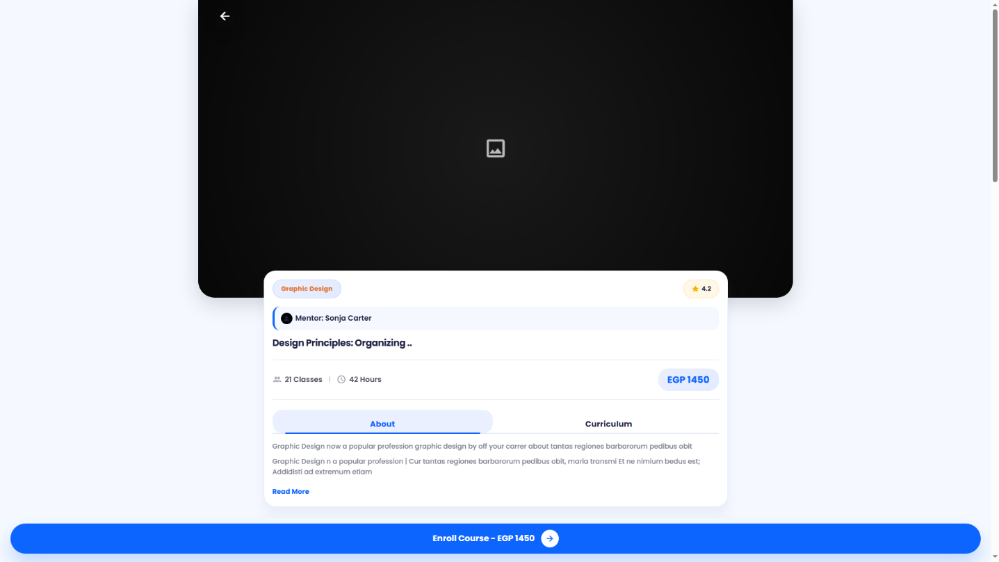 Graphic Design
4.2
Mentor: Sonja Carter
Design Principles: Organizing ..
21 Classes | 42 Hours
EGP 1450
About
Curriculum
Graphic Design now a popular profession graphic design by off your carrer about tantas regiones barbarorum pedibus obit
Graphic Design n a popular profession l Cur tantas regiones barbarorum pedibus obit, maria transmi Et ne nimium bedus est;
Addidisti ad extremum etiam
Read More
Enroll Course - EGP 1450